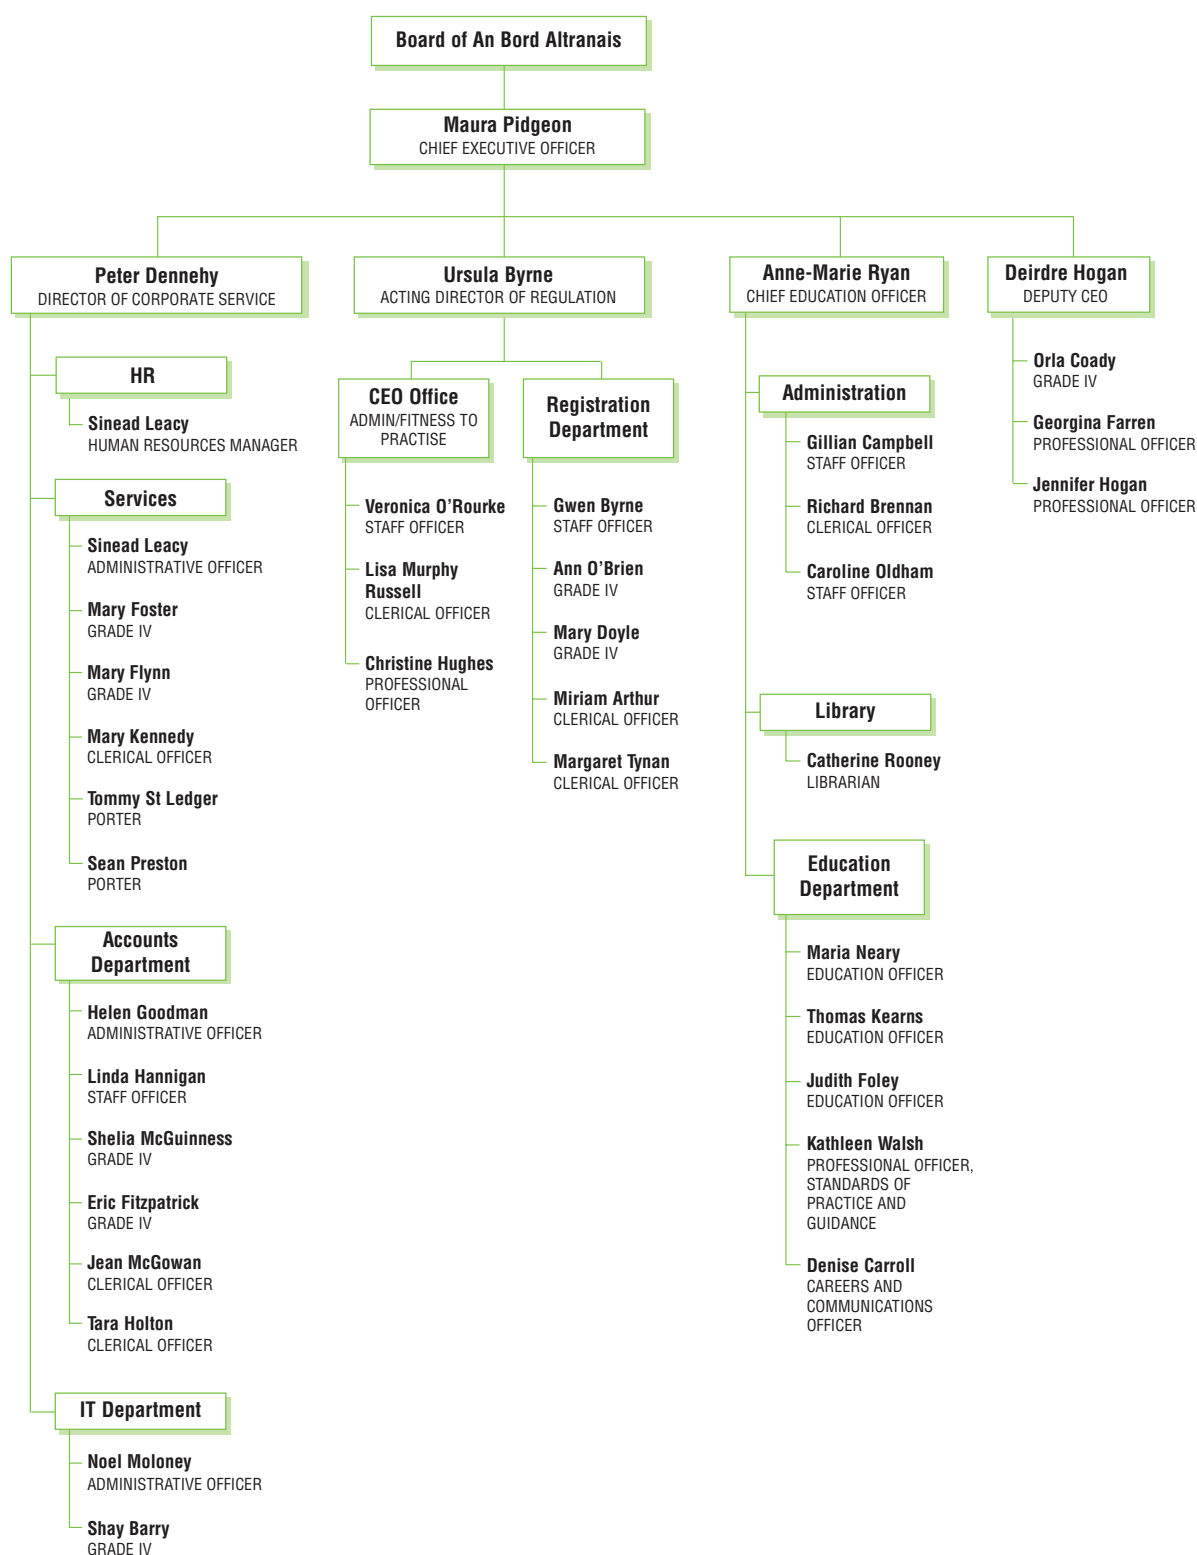 Board of An Bord Altranais
Maura Pidgeon
CHIEF EXECUTIVE OFFICER
Peter Dennehy
DIRECTOR OF CORPORATE SERVICE
HR
Sinead Leacy
HUMAN RESOURCES MANAGER
Services
Sinead Leacy
ADMINISTRATIVE OFFICER
Mary Foster
GRADE IV
Mary Flynn
GRADE IV
Mary Kennedy
CLERICAL OFFICER
Tommy St Ledger
PORTER
Sean Preston
PORTER
Accounts
Department
Helen Goodman
ADMINISTRATIVE OFFICER
Linda Hannigan
STAFF OFFICER
Shelia McGuinness
GRADE IV
Eric Fitzpatrick
GRADE IV
Jean McGowan
CLERICAL OFFICER
Tara Holton
CLERICAL OFFICER
IT Department
Noel Moloney
ADMINISTRATIVE OFFICER
Shay Barry
GRADE IV
Ursula Byrne
ACTING DIRECTOR OF REGULATION
CEO Office
ADMIN/FITNESS TO
PRACTISE
Veronica O’Rourke
STAFF OFFICER
Lisa Murphy
Russell
CLERICAL OFFICER
Christine Hughes
PROFESSIONAL
OFFICER
Registration
Department
Gwen Byrne
STAFF OFFICER
Ann O’Brien
GRADE IV
Mary Doyle
GRADE IV
Miriam Arthur
CLERICAL OFFICER
Margaret Tynan
CLERICAL OFFICER
Anne-Marie Ryan
CHIEF EDUCATION OFFICER
Administration
Gillian Campbell
STAFF OFFICER
Richard Brennan
CLERICAL OFFICER
Caroline Oldham
STAFF OFFICER
Library
Catherine Rooney
LIBRARIAN
Education
Department
Maria Neary
EDUCATION OFFICER
Thomas Kearns
EDUCATION OFFICER
Judith Foley
EDUCATION OFFICER
Kathleen Walsh
PROFESSIONAL OFFICER,
STANDARDS OF
PRACTICE AND
GUIDANCE
Denise Carroll
CAREERS AND
COMMUNICATIONS
OFFICER
Deirdre Hogan
DEPUTY CEO
Orla Coady
GRADE IV
Georgina Farren
PROFESSIONAL OFFICER
Jennifer Hogan
PROFESSIONAL OFFICER